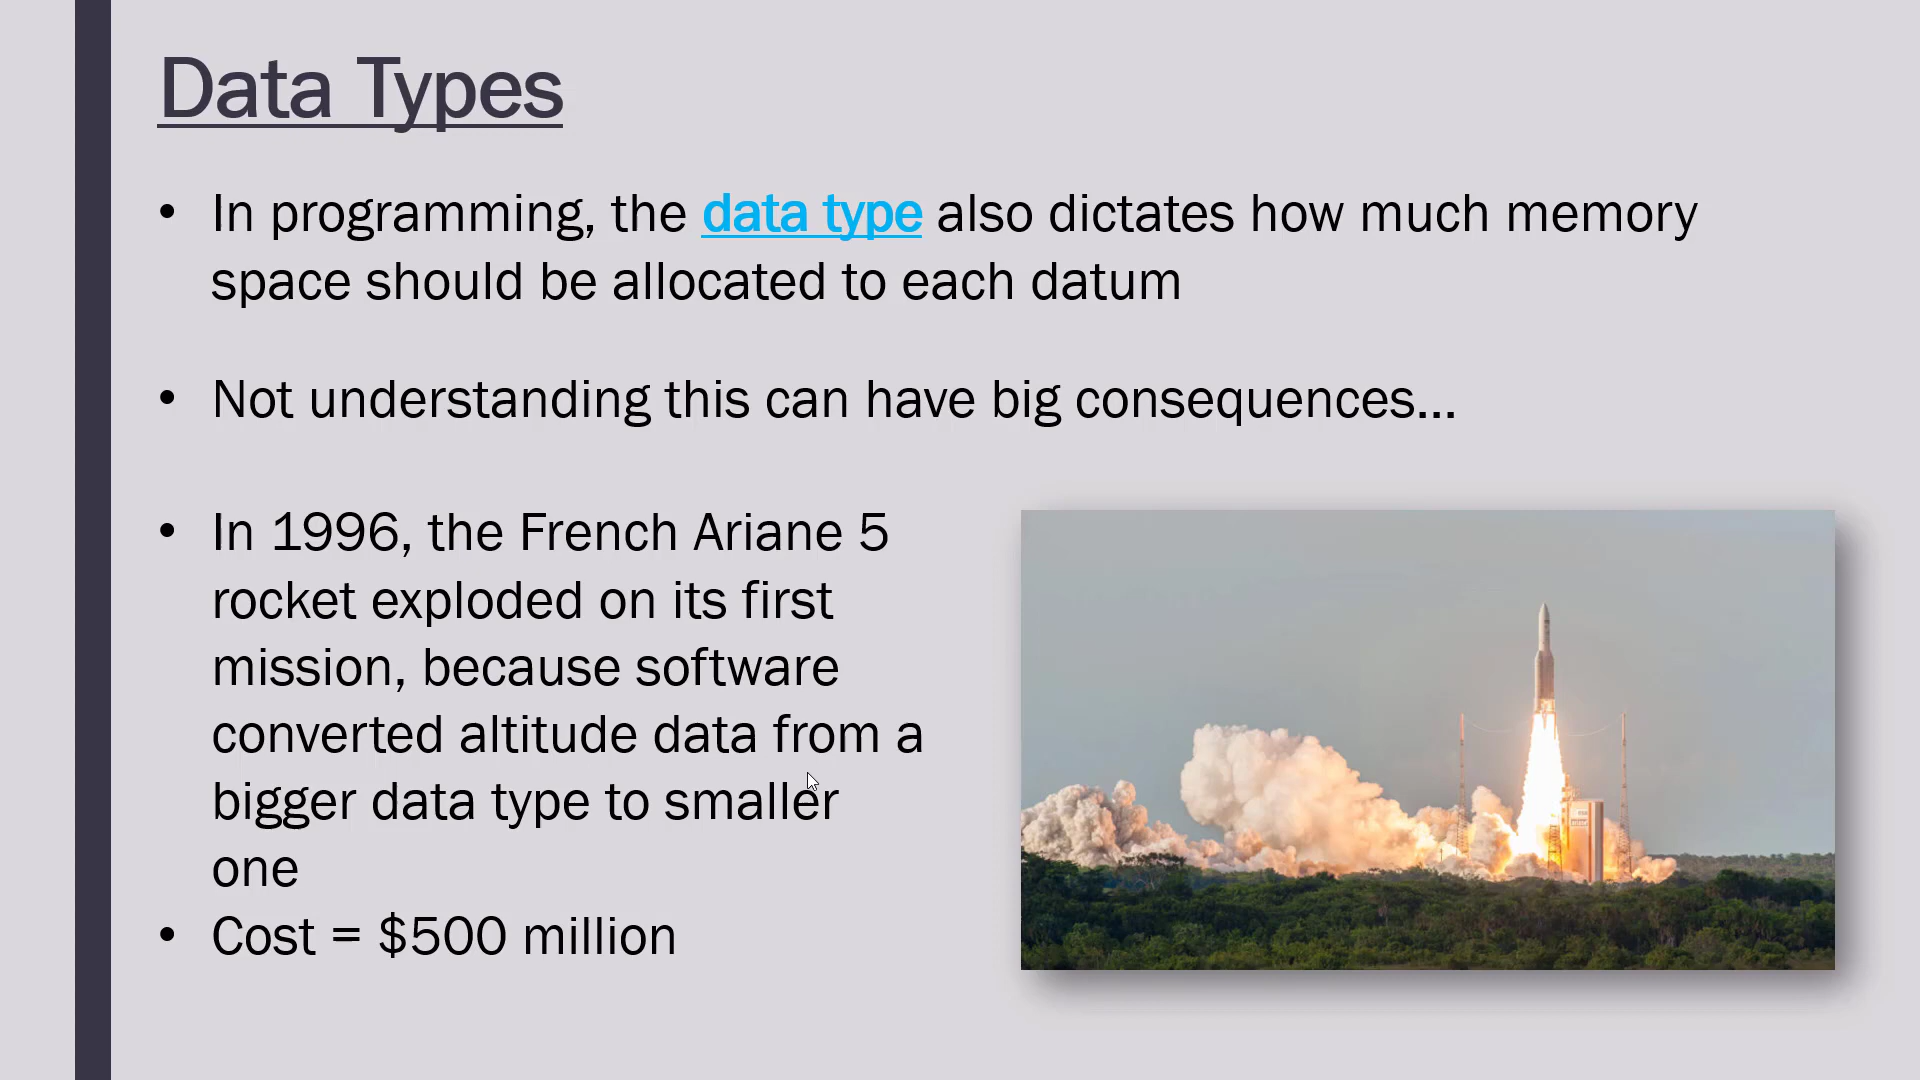 Data Types
• In programming, the data type also dictates how much memory
space should be allocated to each datum
• Not understanding this can have big consequences...
• In 1996, the French Ariane 5
rocket exploded on its first
mission, because software
converted altitude data from a
bigger data type to smaller
one
• Cost = $500 million